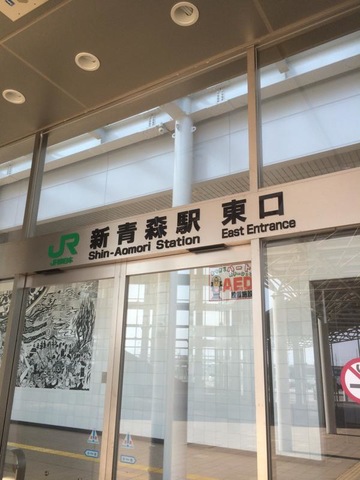 JR
新青森駅 東口
Shin-Aomori Station East Entrance
AED